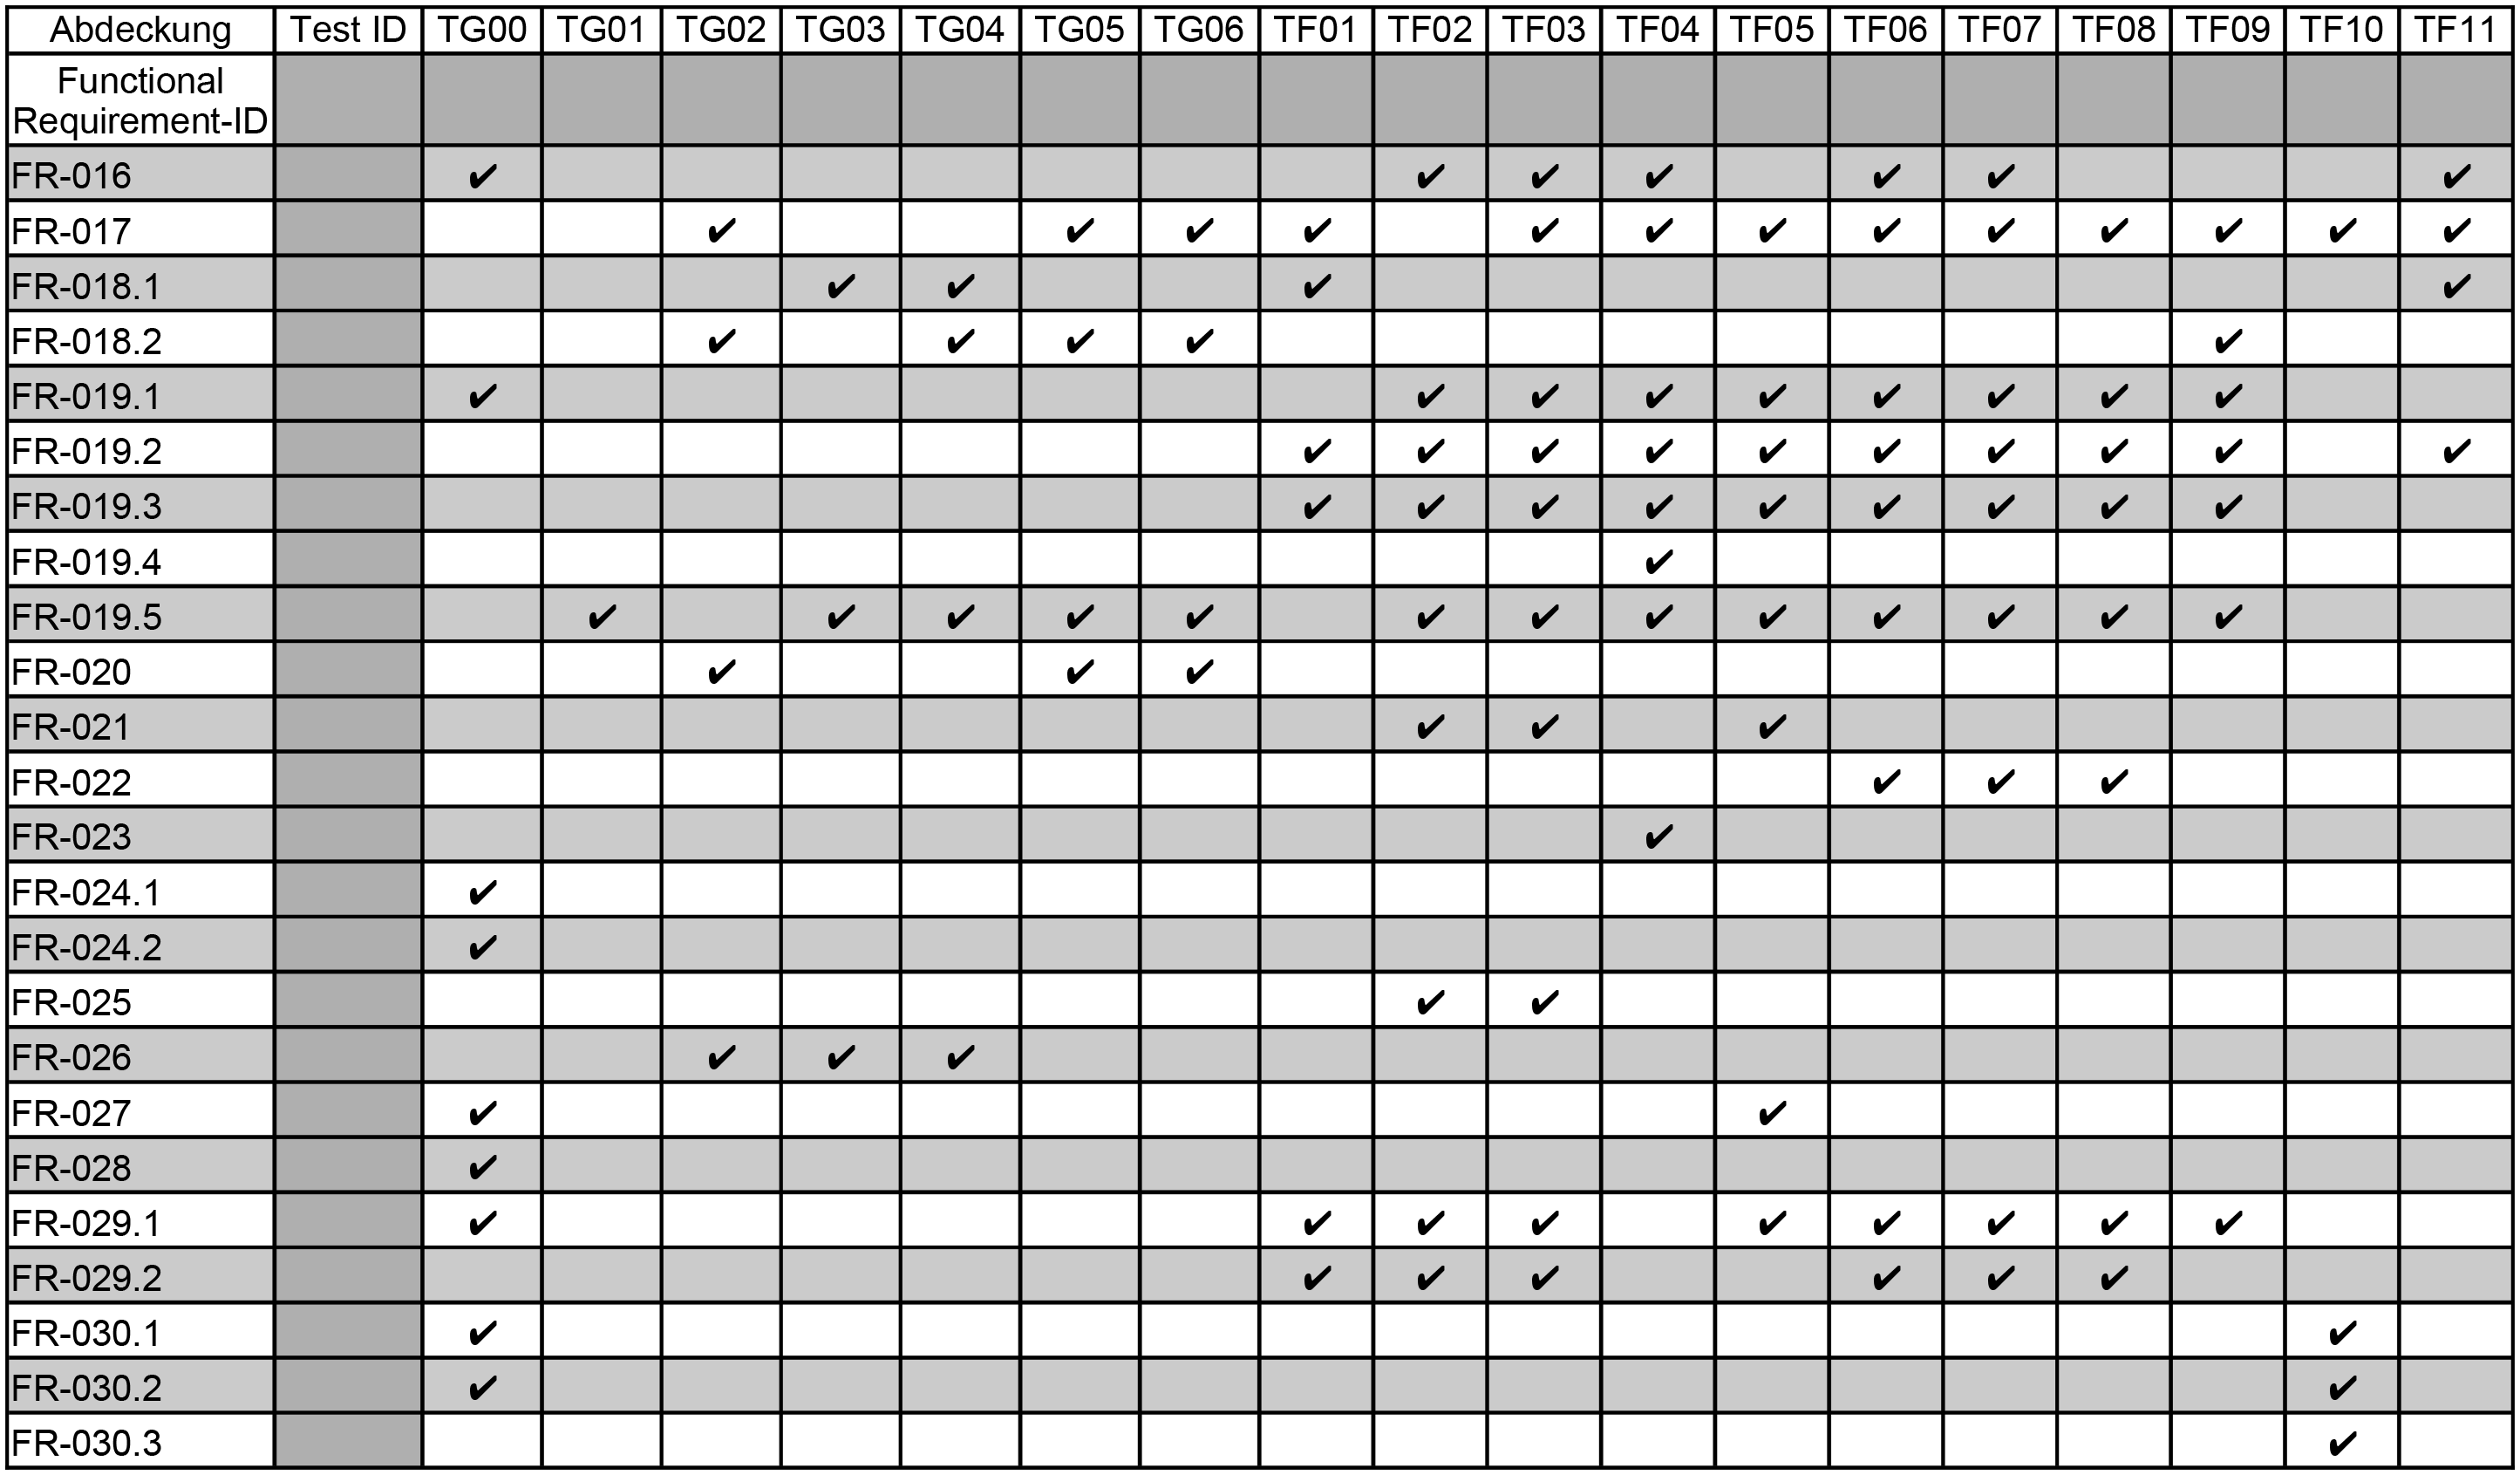 Abdeckung Test ID TG00 TG01 TG02 TG03 TG04 TG05 TG06 TF01 TF02 TF03 TF04 TF05 TF06 TF07 TF08 TF09 TF10 TF11
Functional
Requirement-ID
FR-016 ✔ ✔ ✔ ✔ ✔ ✔ ✔
FR-017 ✔ ✔ ✔ ✔ ✔ ✔ ✔ ✔ ✔ ✔ ✔ ✔ ✔
FR-018.1 ✔ ✔ ✔ ✔
FR-018.2 ✔ ✔ ✔ ✔ ✔
FR-019.1 ✔ ✔ ✔ ✔ ✔ ✔ ✔ ✔ ✔
FR-019.2 ✔ ✔ ✔ ✔ ✔ ✔ ✔ ✔ ✔ ✔
FR-019.3 ✔ ✔ ✔ ✔ ✔ ✔ ✔ ✔ ✔
FR-019.4 ✔
FR-019.5 ✔ ✔ ✔ ✔ ✔ ✔ ✔ ✔ ✔ ✔ ✔ ✔ ✔
FR-020 ✔ ✔ ✔
FR-021 ✔ ✔ ✔
FR-022 ✔ ✔ ✔
FR-023 ✔
FR-024.1 ✔
FR-024.2 ✔
FR-025 ✔ ✔
FR-026 ✔ ✔ ✔
FR-027 ✔ ✔
FR-028 ✔
FR-029.1 ✔ ✔ ✔ ✔ ✔ ✔ ✔ ✔ ✔
FR-029.2 ✔ ✔ ✔ ✔ ✔ ✔
FR-030.1 ✔ ✔
FR-030.2 ✔ ✔
FR-030.3 ✔